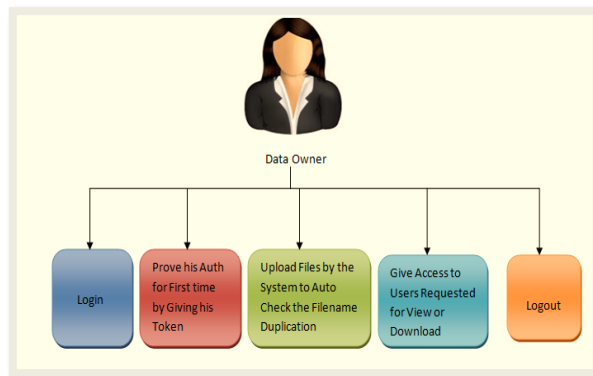 Data Owner
Login
Prove his Auth
for First time
by Giving his
Token
Upload Files by the
System to Auto
Check the Filename
Duplication
Give Access to
Users Requested
for View or
Download
Logout